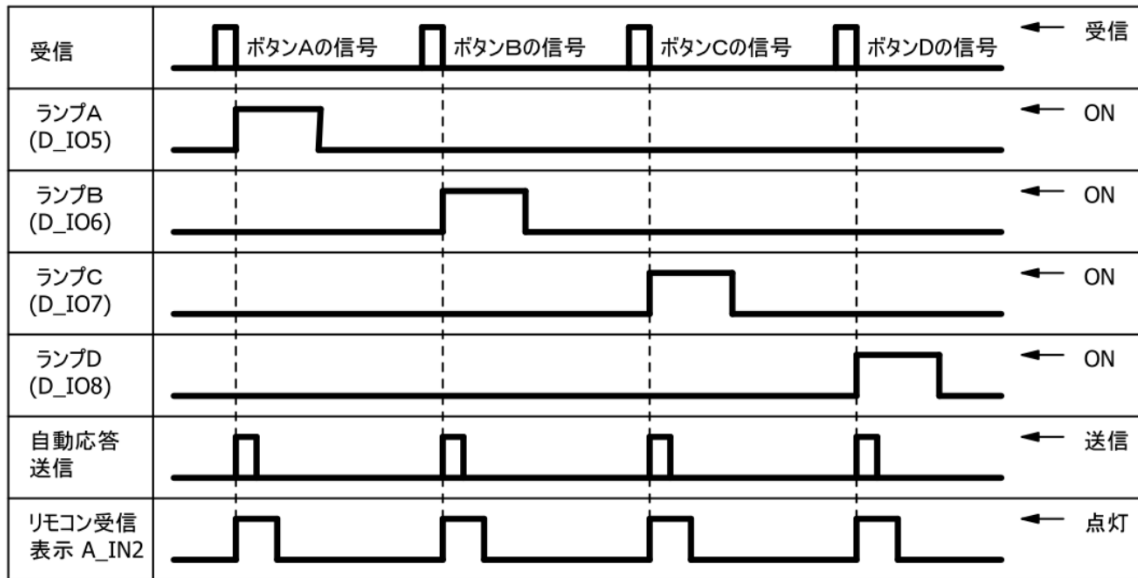 受信
ボタンAの信号 ボタンBの信号 ボタンCの信号 ボタンDの信号
受信
ランプA
(D_IO5)
ON
ランプB
(D_IO6)
ON
ランプC
(D_IO7)
ON
ランプD
(D_IO8)
ON
自動応答
送信
送信
リモコン受信
表示 A_IN2
点灯